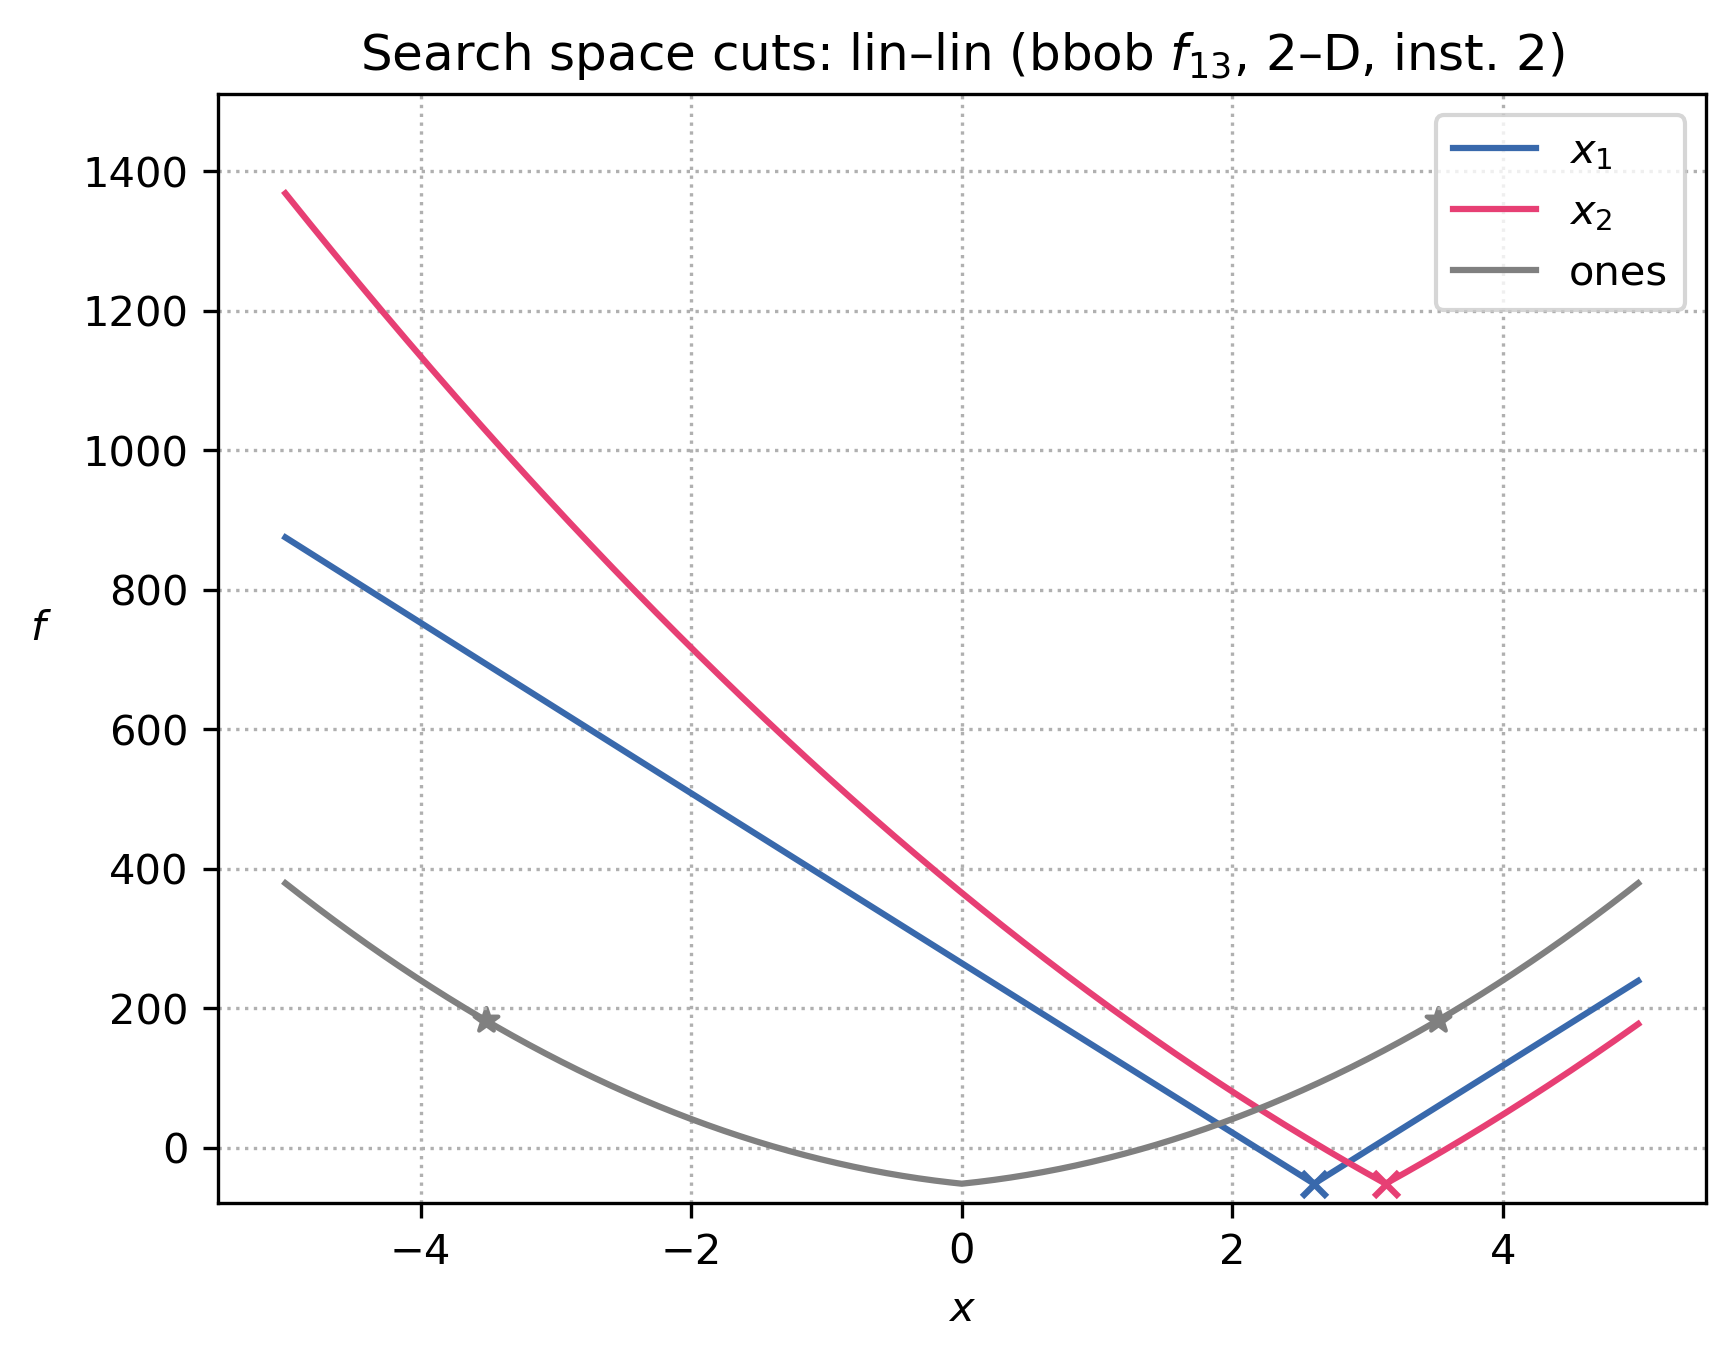 Search space cuts: lin–lin (bbob f13, 2–D, inst. 2)
x1
x2
ones
1400
1200
1000
800
600
400
200
0
f
−4
−2
0
2
4
x